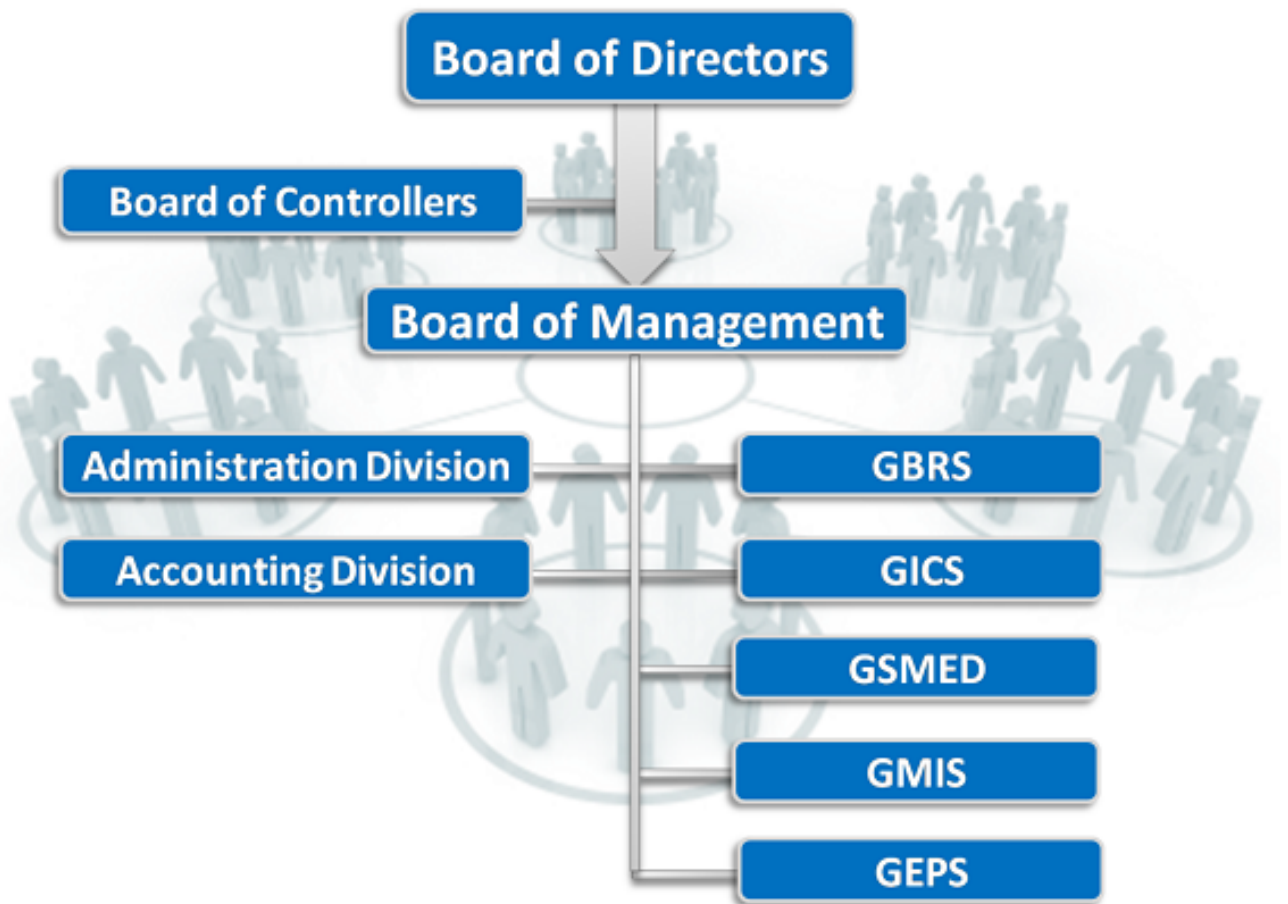 Board of Directors
Board of Controllers
Board of Management
Administration Division
GBRS
Accounting Division
GICS
GSMED
GMIS
GEPS